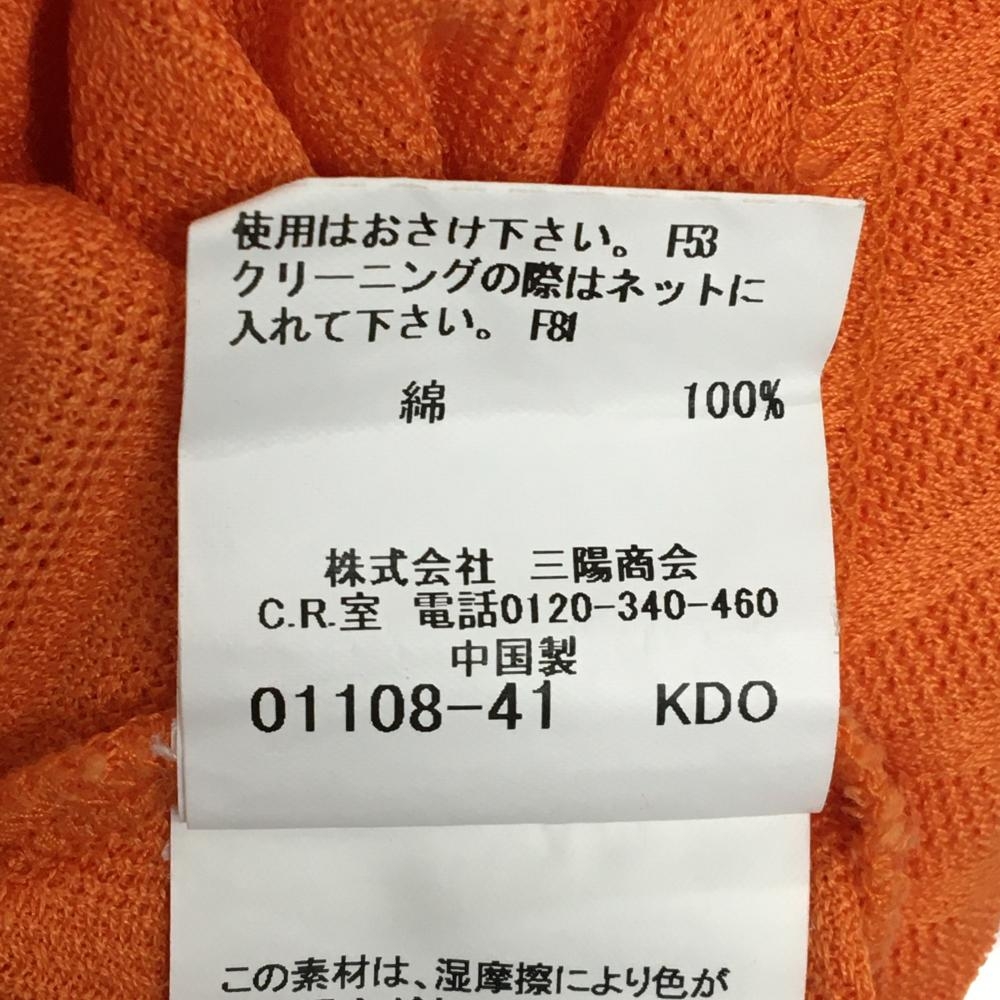 使用はおさけ下さい。 F53
クリーニングの際はネットに
入れて下さい。 F81
綿 100%
株式会社 三陽商会
C.R.室 電話0120-340-460
中国製
01108-41 KDO
この素材は、湿摩擦により色が